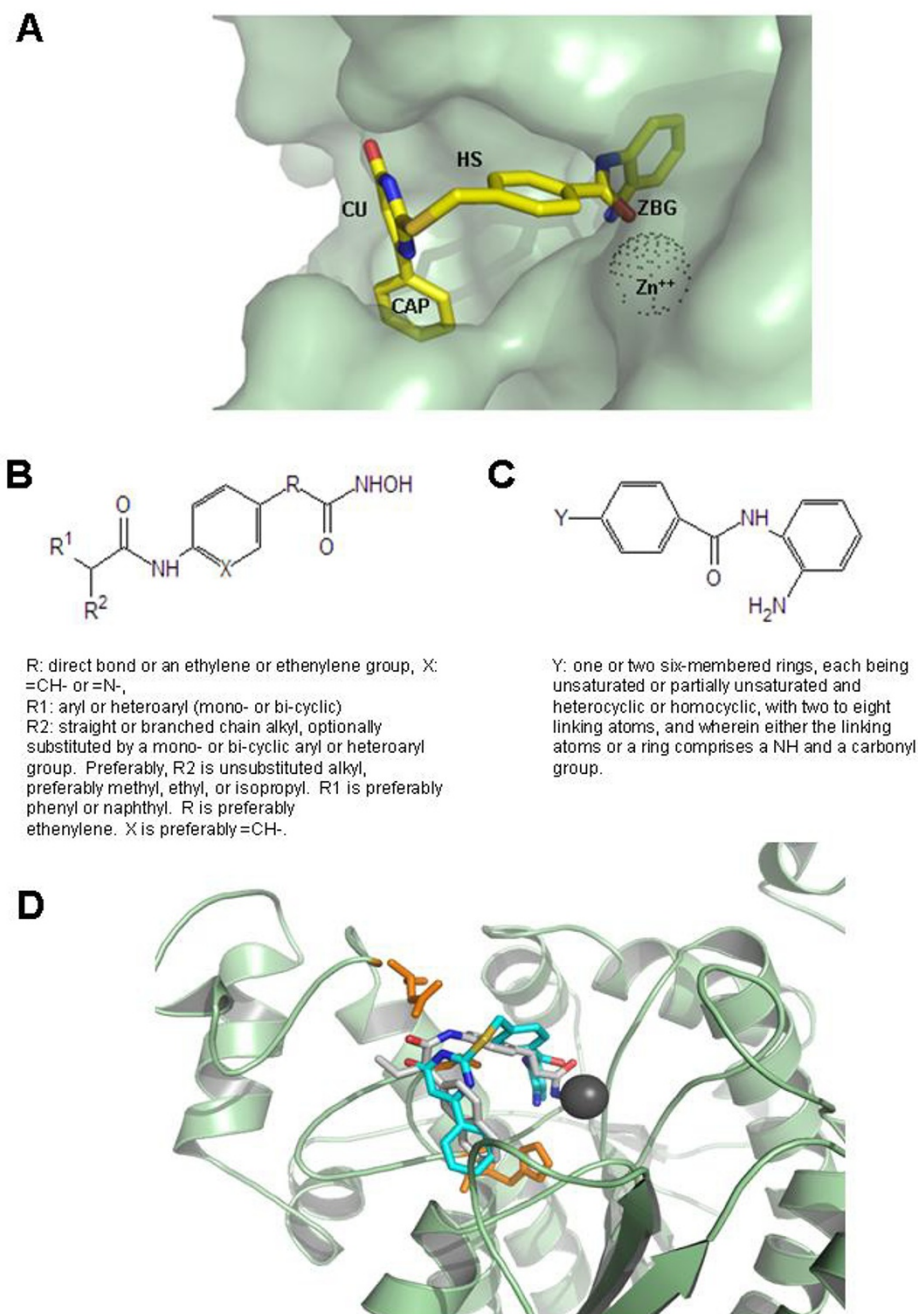 A
HS
CU
ZBG
Zn++
CAP
B
O
R
NHOH
R1
NH
X
O
R2
R: direct bond or an ethylene or ethenylene group, X:
=CH- or =N-,
R1: aryl or heteroaryl (mono- or bi-cyclic)
R2: straight or branched chain alkyl, optionally
substituted by a mono- or bi-cyclic aryl or heteroaryl
group. Preferably, R2 is unsubstituted alkyl,
preferably methyl, ethyl, or isopropyl. R1 is preferably
phenyl or naphthyl. R is preferably
ethenylene. X is preferably =CH-.
C
Y
NH
O
H2N
Y: one or two six-membered rings, each being
unsaturated or partially unsaturated and
heterocyclic or homocyclic, with two to eight
linking atoms, and wherein either the linking
atoms or a ring comprises a NH and a carbonyl
group.
D